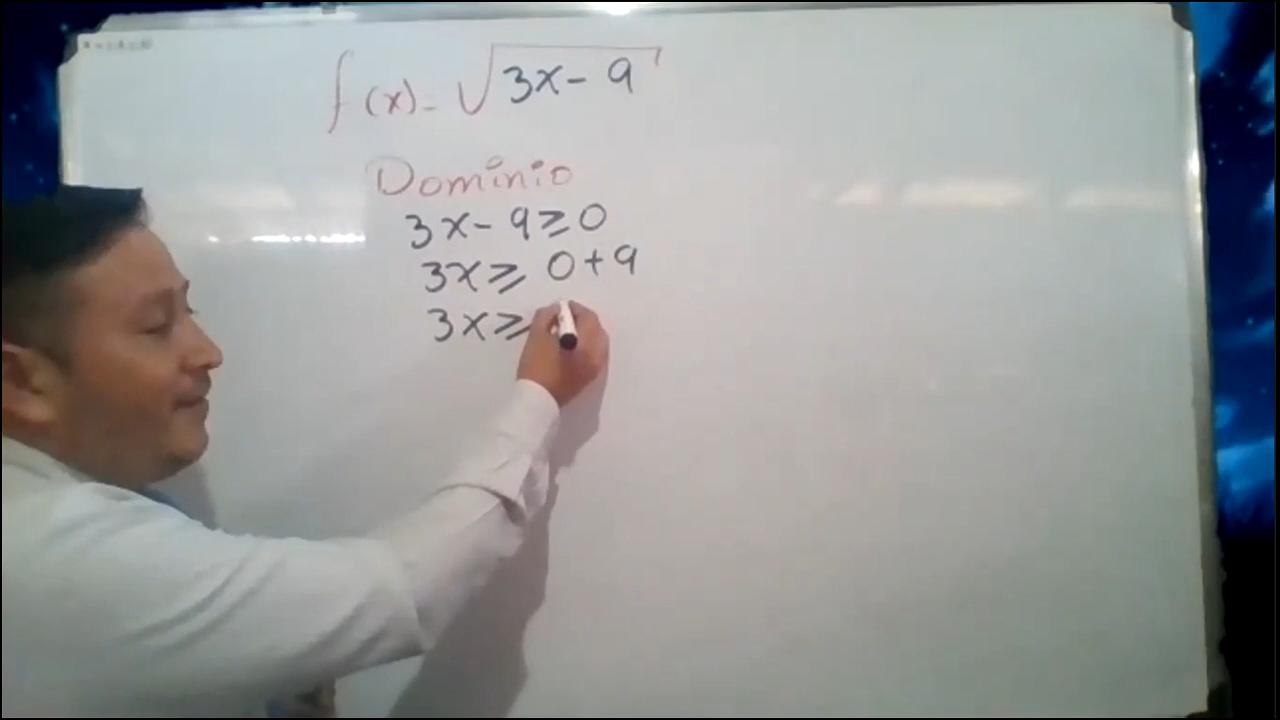 f(x) = √3x - 9
Dominio
3x - 9 ≥ 0
3x ≥ 0 + 9
3x ≥